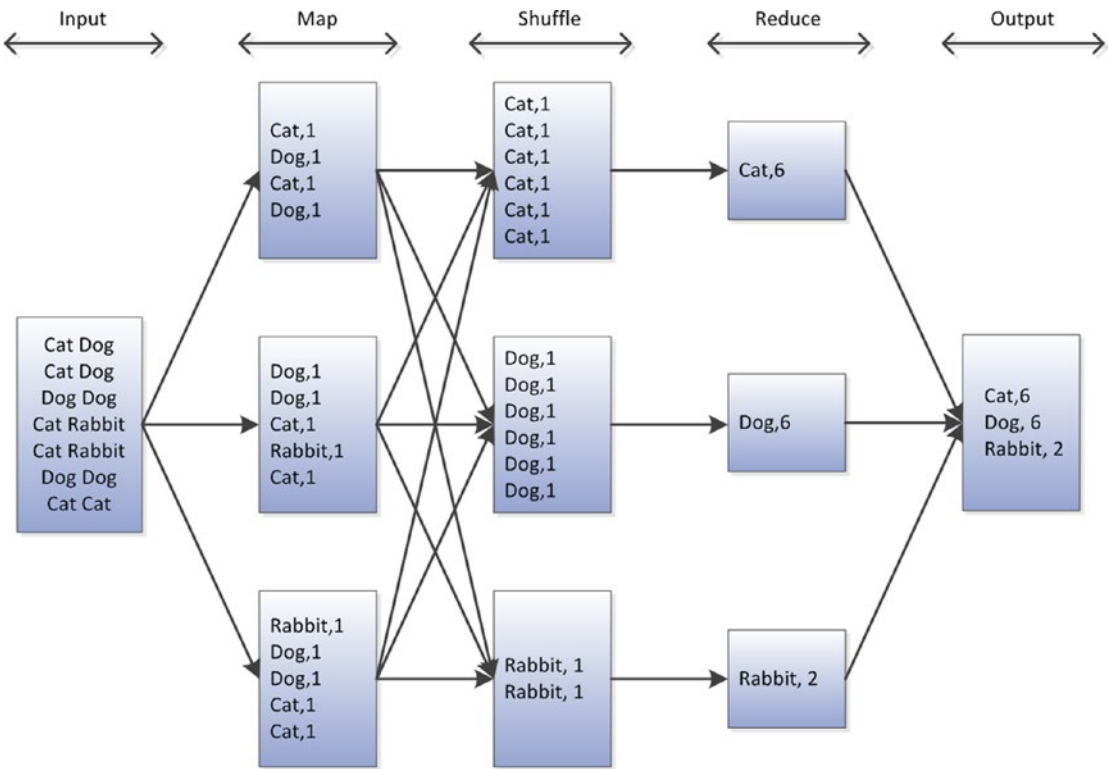 Input
Map
Shuffle
Reduce
Output
Cat Dog
Cat Dog
Dog Dog
Cat Rabbit
Cat Rabbit
Dog Dog
Cat Cat
Cat,1
Dog,1
Cat,1
Dog,1
Dog,1
Dog,1
Cat,1
Rabbit,1
Cat,1
Rabbit,1
Dog,1
Dog,1
Cat,1
Cat,1
Cat,1
Cat,1
Cat,1
Cat,1
Cat,1
Cat,1
Dog,1
Dog,1
Dog,1
Dog,1
Dog,1
Dog,1
Rabbit, 1
Rabbit, 1
Cat,6
Dog,6
Rabbit, 2
Cat,6
Dog, 6
Rabbit, 2